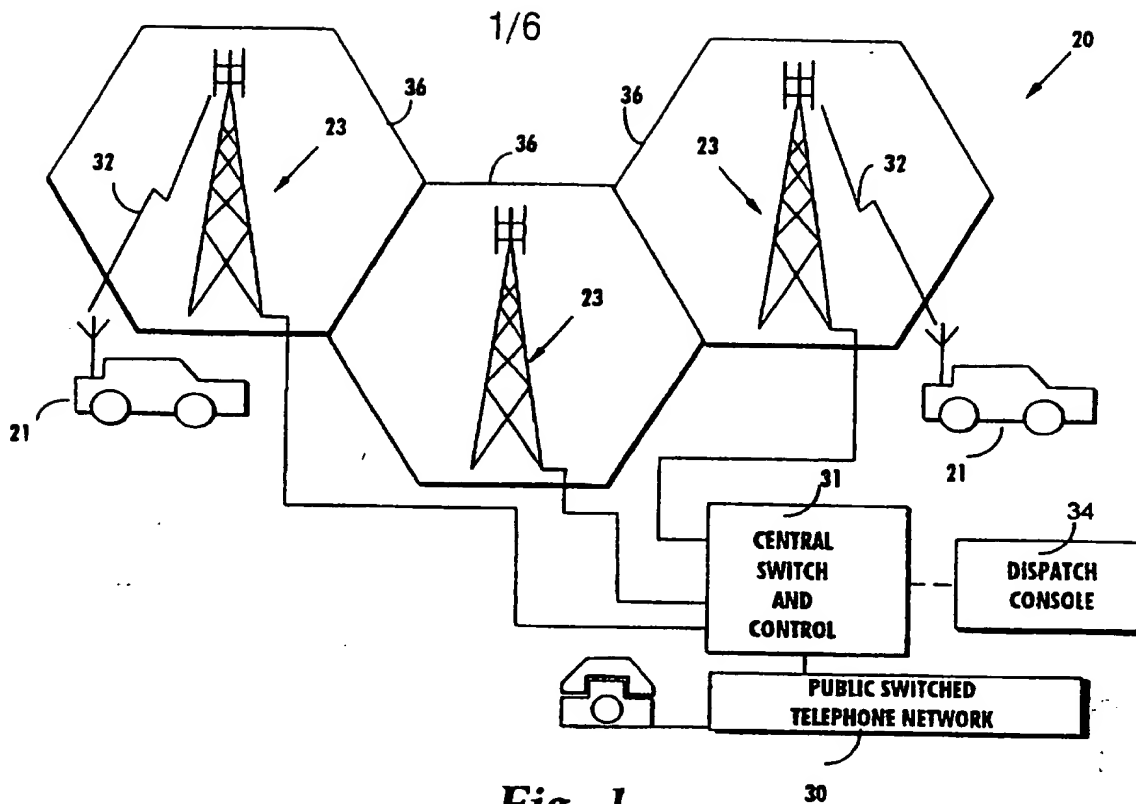 1/6
20
36
36
36
23
23
32
32
23
21
21
31
34
CENTRAL
SWITCH
AND
CONTROL
DISPATCH
CONSOLE
PUBLIC SWITCHED
TELEPHONE NETWORK
30
Fig. 1